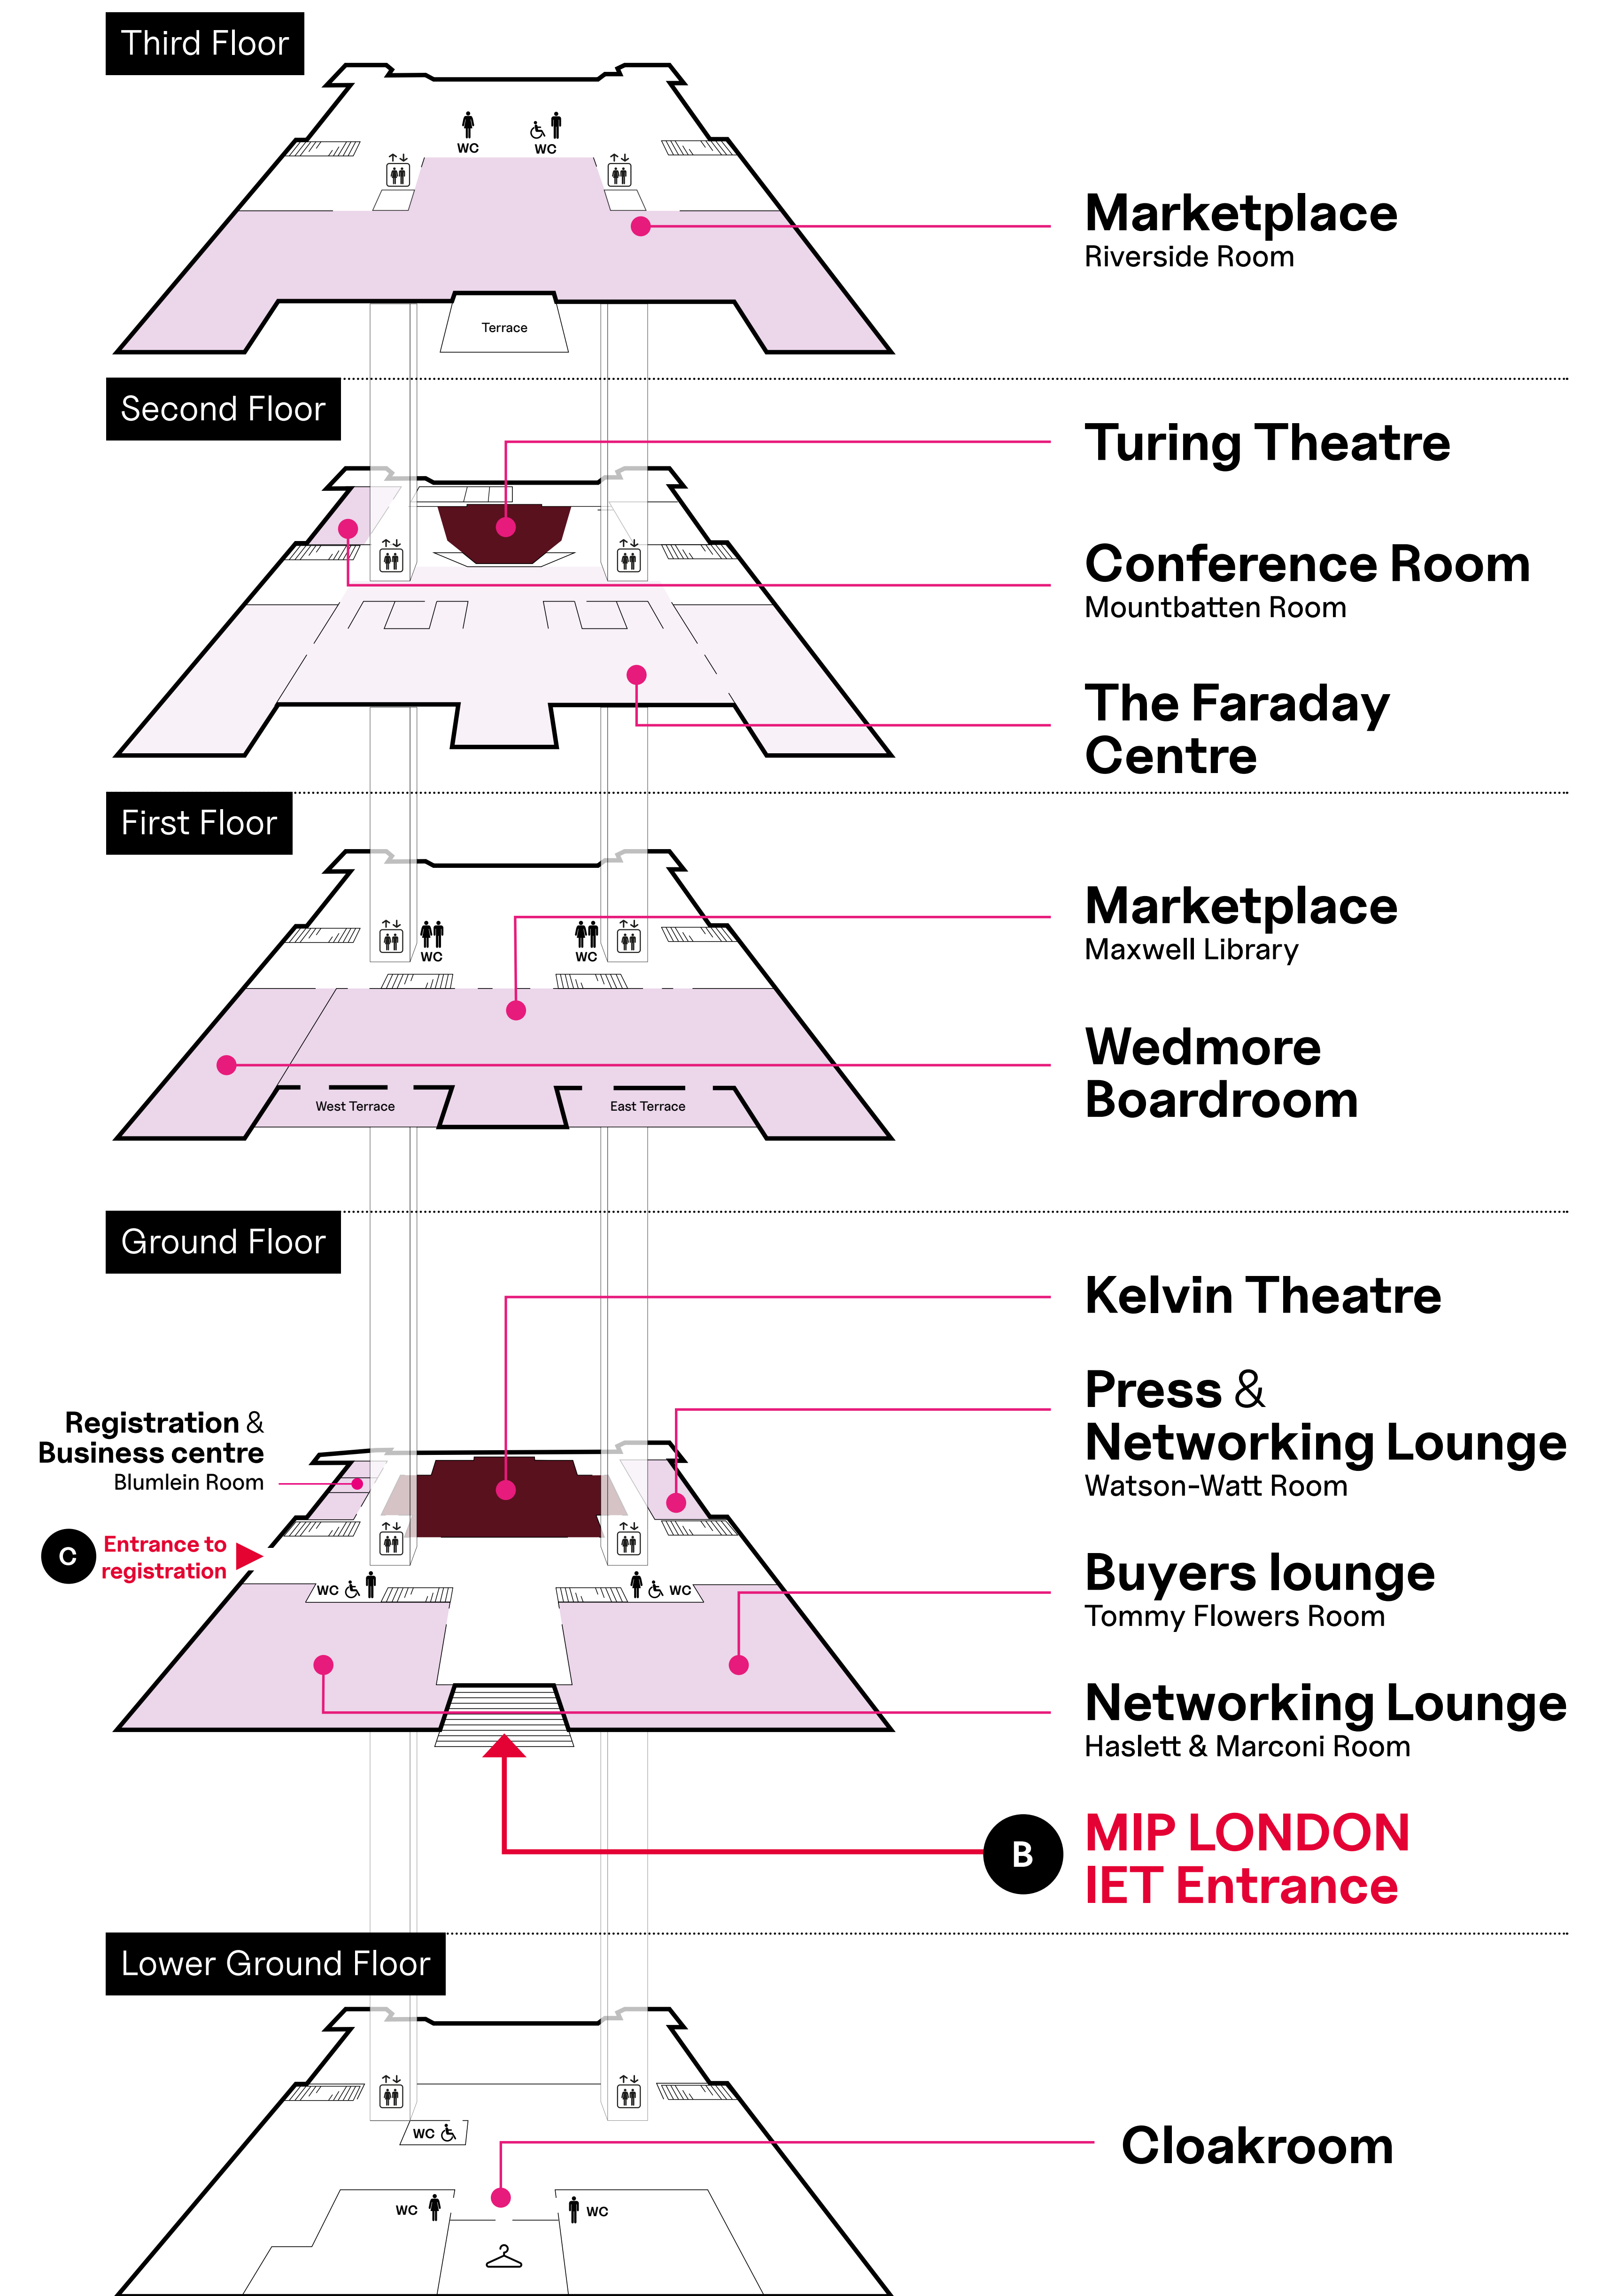 Third Floor
WC
WC
Marketplace
Riverside Room
Terrace
Second Floor
Turing Theatre
Conference Room
Mountbatten Room
The Faraday
Centre
First Floor
Marketplace
Maxwell Library
WC
WC
Wedmore
Boardroom
West Terrace
East Terrace
Ground Floor
Kelvin Theatre
Press &
Networking Lounge
Watson-Watt Room
Registration &
Business centre
Blumlein Room
C
Entrance to
registration
WC
WC
Buyers lounge
Tommy Flowers Room
Networking Lounge
Haslett & Marconi Room
B
MIP LONDON
IET Entrance
Lower Ground Floor
WC
Cloakroom
WC
WC